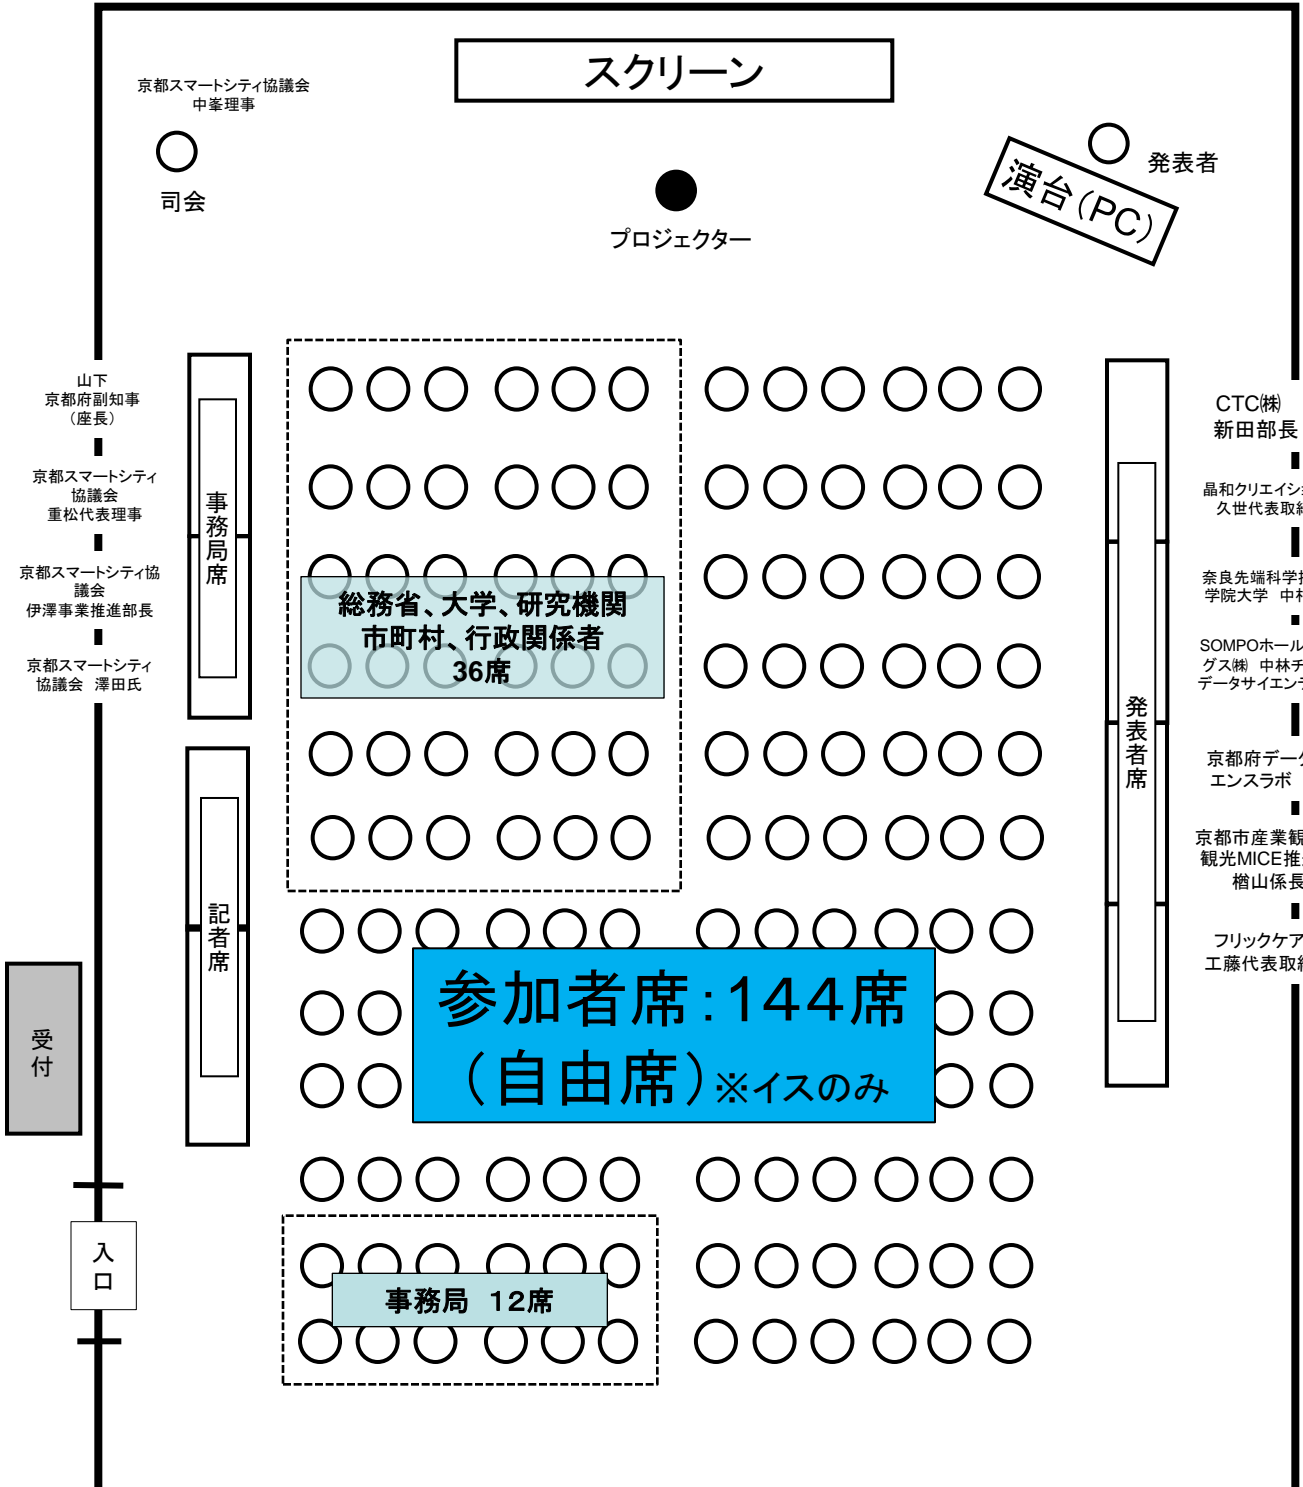 スクリーン
京都スマートシティ協議会
中峯理事
司会
プロジェクター
発表者
演台(PC)
山下
京都府副知事
(座長)
京都スマートシティ
協議会
重松代表理事
京都スマートシティ協
議会
伊澤事業推進部長
京都スマートシティ
協議会 澤田氏
事務局席
記者席
受付
入口
総務省、大学、研究機関
市町村、行政関係者
36席
参加者席:144席
(自由席)※イスのみ
事務局 12席
発表者席
CTC㈱
新田部長
晶和クリエイシ
久世代表取
奈良先端科学
学院大学 中
SOMPOホール
グス㈱ 中林チ
データサイエン
京都府デー
エンスラボ
京都市産業観
観光MICE推
楢山係長
フリックケア
工藤代表取